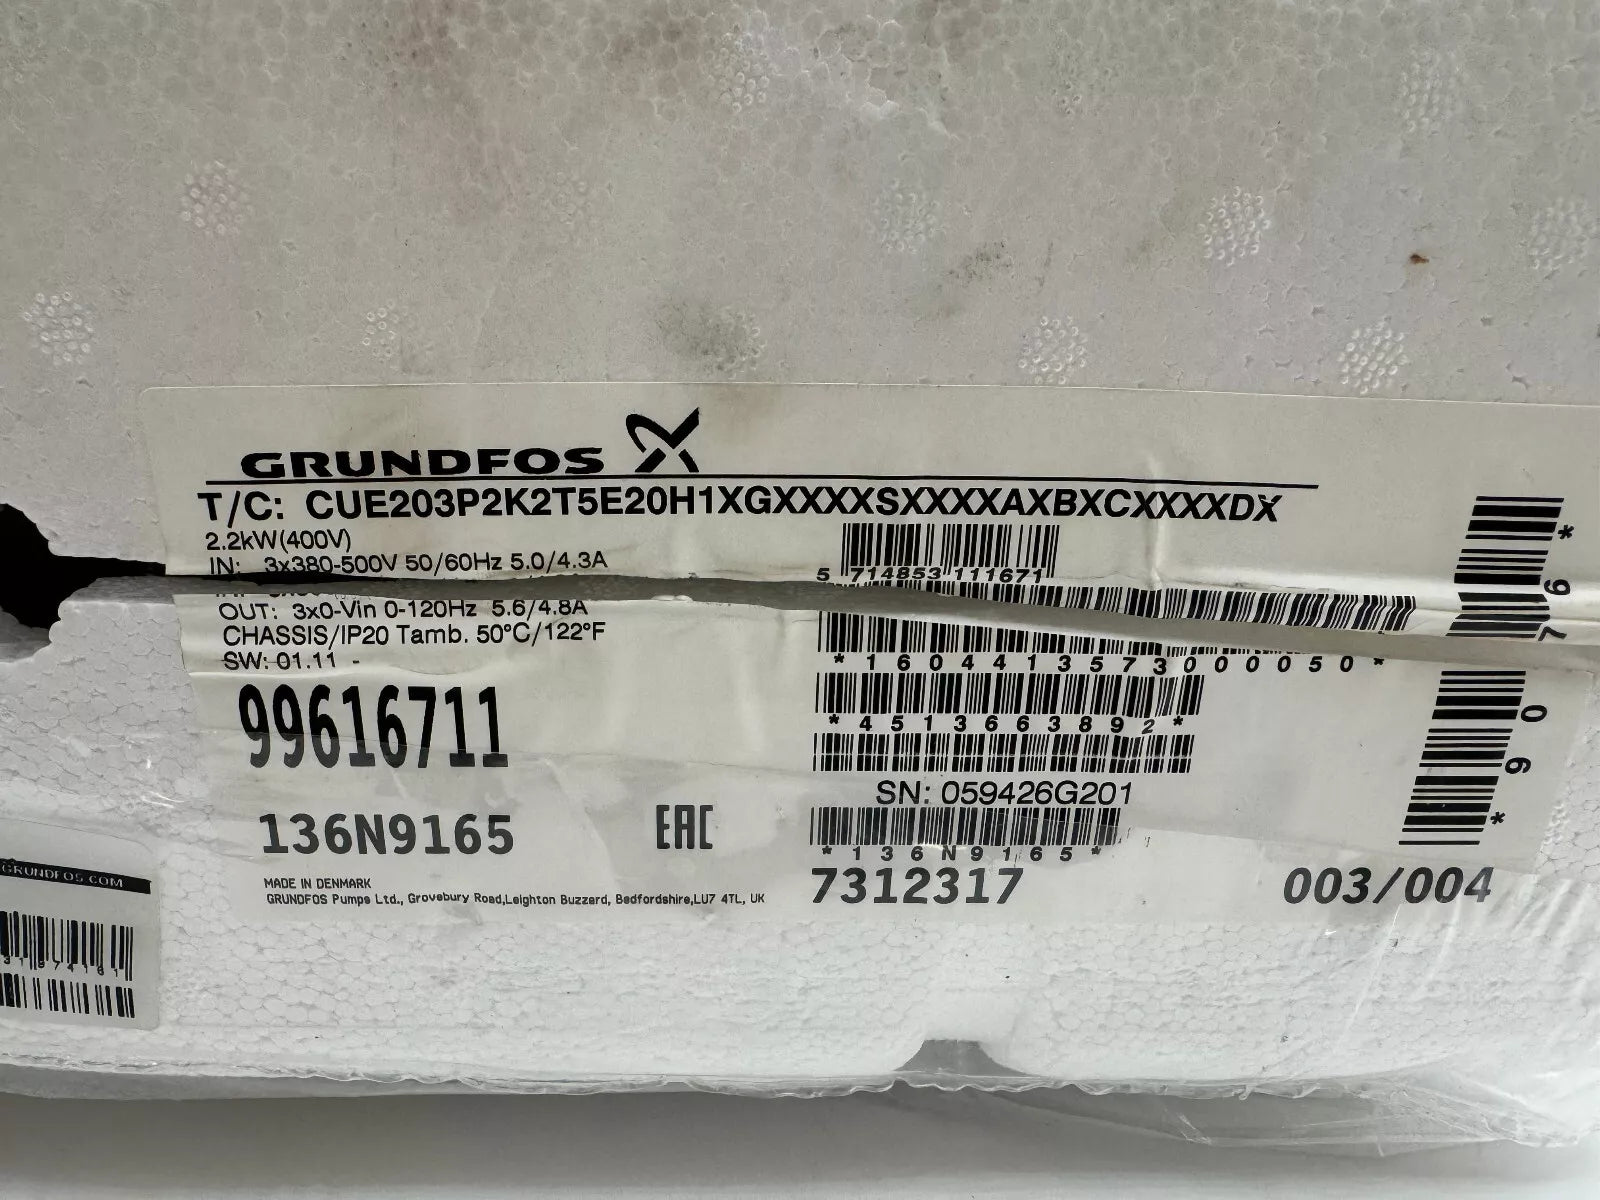 GRUNDFOS
T/C: CUE203P2K2T5E20H1XGXXXXSXXXXAXBXCXXXXDX
2.2kW(400V)
IN: 3x380-500V 50/60Hz 5.0/4.3A
OUT: 3x0-Vin 0-120Hz 5.6/4.8A
CHASSIS/IP20 Tamb. 50°C/122°F
SW: 01.11 -
99616711
136N9165
EAC
MADE IN DENMARK
GRUNDFOS Pumps Ltd., Grovebury Road,Leighton Buzzard, Bedfordshire,LU7 4TL, UK
5 714853 111671
*1604413573000050*
*4513663892*
SN: 059426G201
*136N9165*
7312317
003/004
*9706*
GRUNDFOS.COM